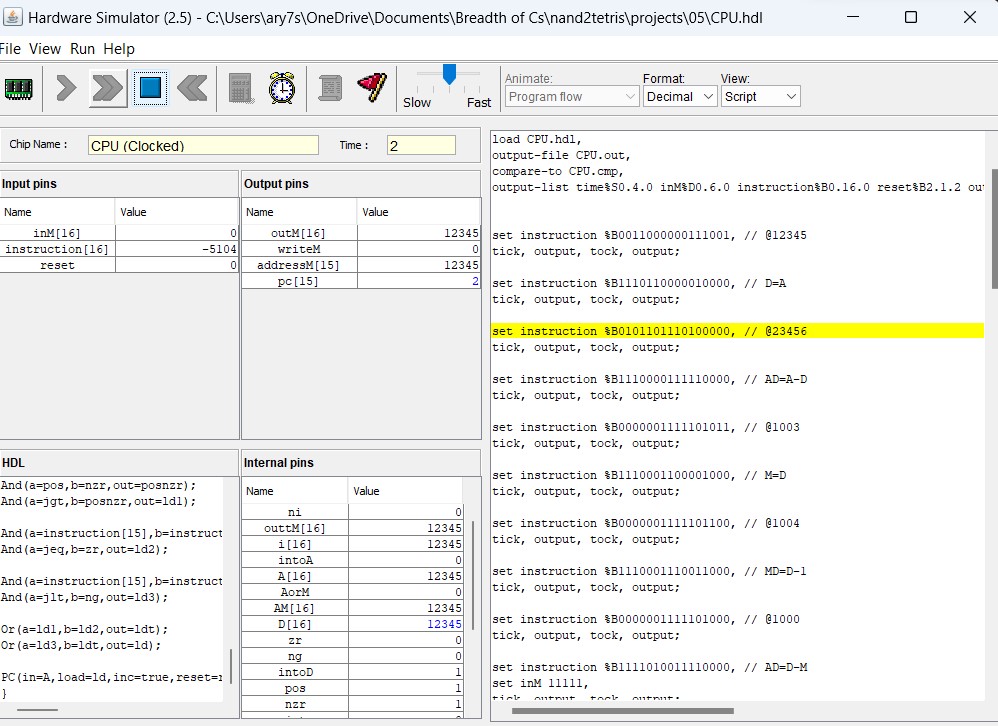 Hardware Simulator (2.5) - C:\Users\ary7s\OneDrive\Documents\Breadth of Cs\nand2tetris\projects\05\CPU.hdl
File View Run Help
Slow Fast
Animate:
Program flow
Format:
Decimal
View:
Script
Chip Name : CPU (Clocked) Time : 2
Input pins
Name Value
inM[16] 0
instruction[16] -5104
reset 0
Output pins
Name Value
outM[16] 12345
writeM 0
addressM[15] 12345
pc[15] 2
HDL
And(a=pos,b=nzr,out=posnzr);
And(a=jgt,b=posnzr,out=ld1);
And(a=instruction[15],b=instruct
And(a=jeq,b=zr,out=ld2);
And(a=instruction[15],b=instruct
And(a=jlt,b=ng,out=ld3);
Or(a=ld1,b=ld2,out=ldt);
Or(a=ld3,b=ldt,out=ld);
PC(in=A,load=ld,inc=true,reset=r
}
Internal pins
Name Value
ni 0
outtM[16] 12345
i[16] 12345
intoA 0
A[16] 12345
AorM 0
AM[16] 12345
D[16] 12345
zr 0
ng 0
intoD 1
pos 1
nzr 1
load CPU.hdl,
output-file CPU.out,
compare-to CPU.cmp,
output-list time%S0.4.0 inM%D0.6.0 instruction%B0.16.0 reset%B2.1.2 ou
set instruction %B0011000000111001, // @12345
tick, output, tock, output;
set instruction %B1110110000010000, // D=A
tick, output, tock, output;
set instruction %B0101101110100000, // @23456
tick, output, tock, output;
set instruction %B1110000111110000, // AD=A-D
tick, output, tock, output;
set instruction %B0000001111101011, // @1003
tick, output, tock, output;
set instruction %B1110001100001000, // M=D
tick, output, tock, output;
set instruction %B0000001111101100, // @1004
tick, output, tock, output;
set instruction %B1110001110011000, // MD=D-1
tick, output, tock, output;
set instruction %B0000001111101000, // @1000
tick, output, tock, output;
set instruction %B1111010011110000, // AD=D-M
set inM 11111,
tick, output, tock, output;